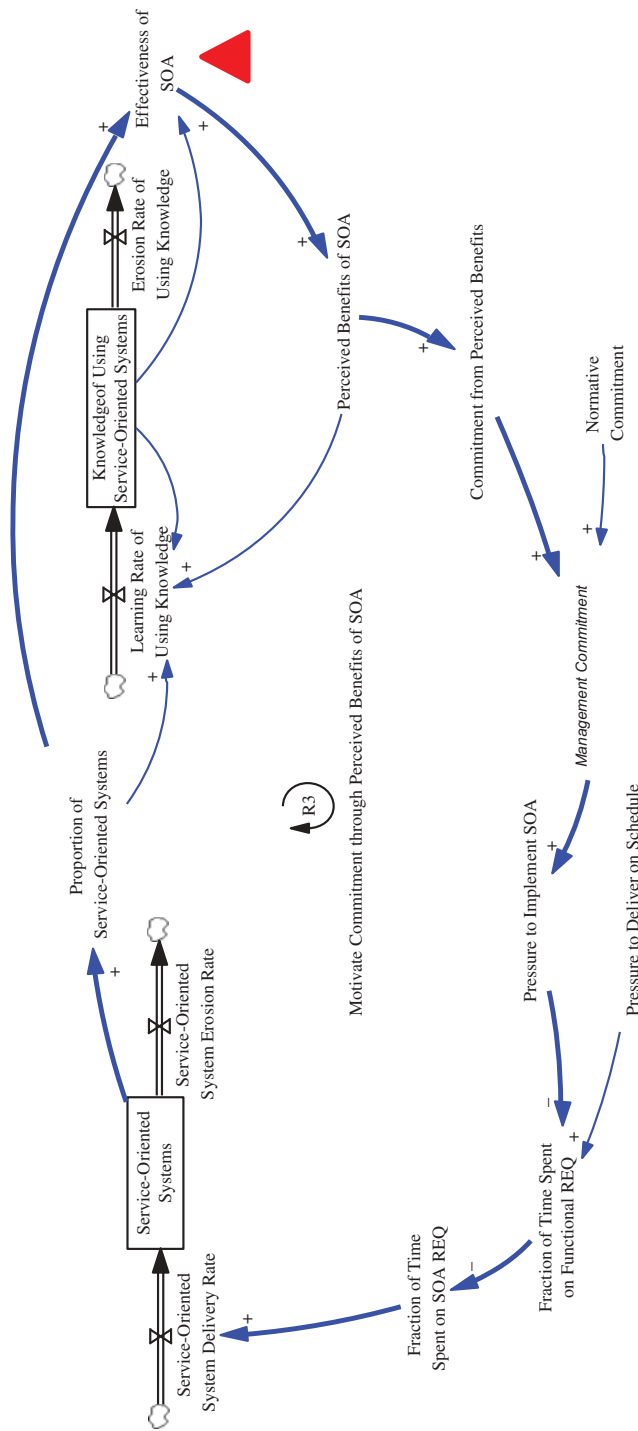 Effectiveness of
SOA
+
+
Erosion Rate of
Using Knowledge
Knowledgeof Using
Service-Oriented Systems
Learning Rate of
Using Knowledge
+
+
Proportion of
Service-Oriented Systems
+
Service-Oriented
System Erosion Rate
Service-Oriented
Systems
Service-Oriented
System Delivery Rate
+
Perceived Benefits of SOA
+
R3
Motivate Commitment through Perceived Benefits of SOA
Commitment from Perceived Benefits
+
Normative
Commitment
+
+
Management Commitment
Pressure to Implement SOA
+
Pressure to Deliver on Schedule
Fraction of Time Spent
on Functional REQ
–
+
Fraction of Time
Spent on SOA REQ
–